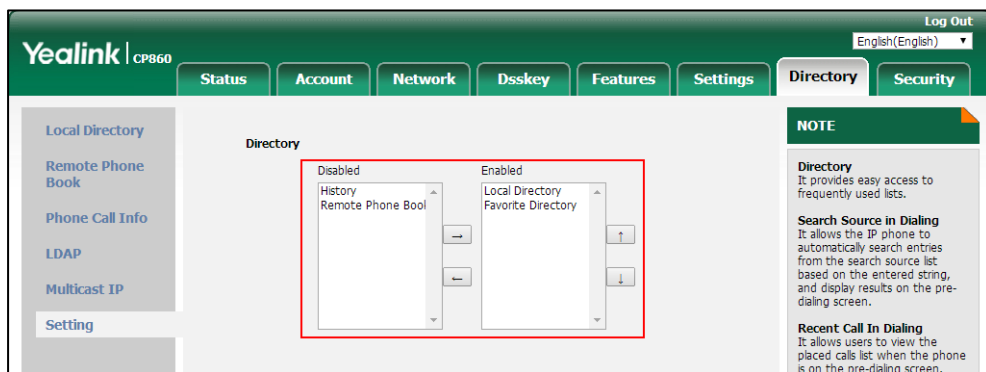 Log Out
Yealink CP860
English(English)
Status Account Network Dsskey Features Settings Directory Security
Local Directory
Remote Phone
Book
Phone Call Info
LDAP
Multicast IP
Setting
Directory
Disabled
History
Remote Phone Bool
→
←
Enabled
Local Directory
Favorite Directory
↑
↓
NOTE
Directory
It provides easy access to
frequently used lists.
Search Source in Dialing
It allows the IP phone to
automatically search entries
from the search source list
based on the entered string,
and display results on the pre-
dialing screen.
Recent Call In Dialing
It allows users to view the
placed calls list when the phone
is on the pre-dialing screen.